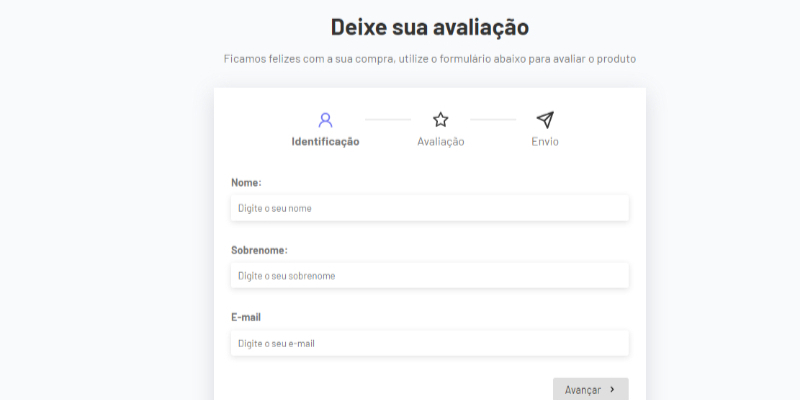 Deixe sua avaliação
Ficamos felizes com a sua compra, utilize o formulário abaixo para avaliar o produto
Identificação
Avaliação
Envio
Nome:
Digite o seu nome
Sobrenome:
Digite o seu sobrenome
E-mail
Digite o seu e-mail
Avançar